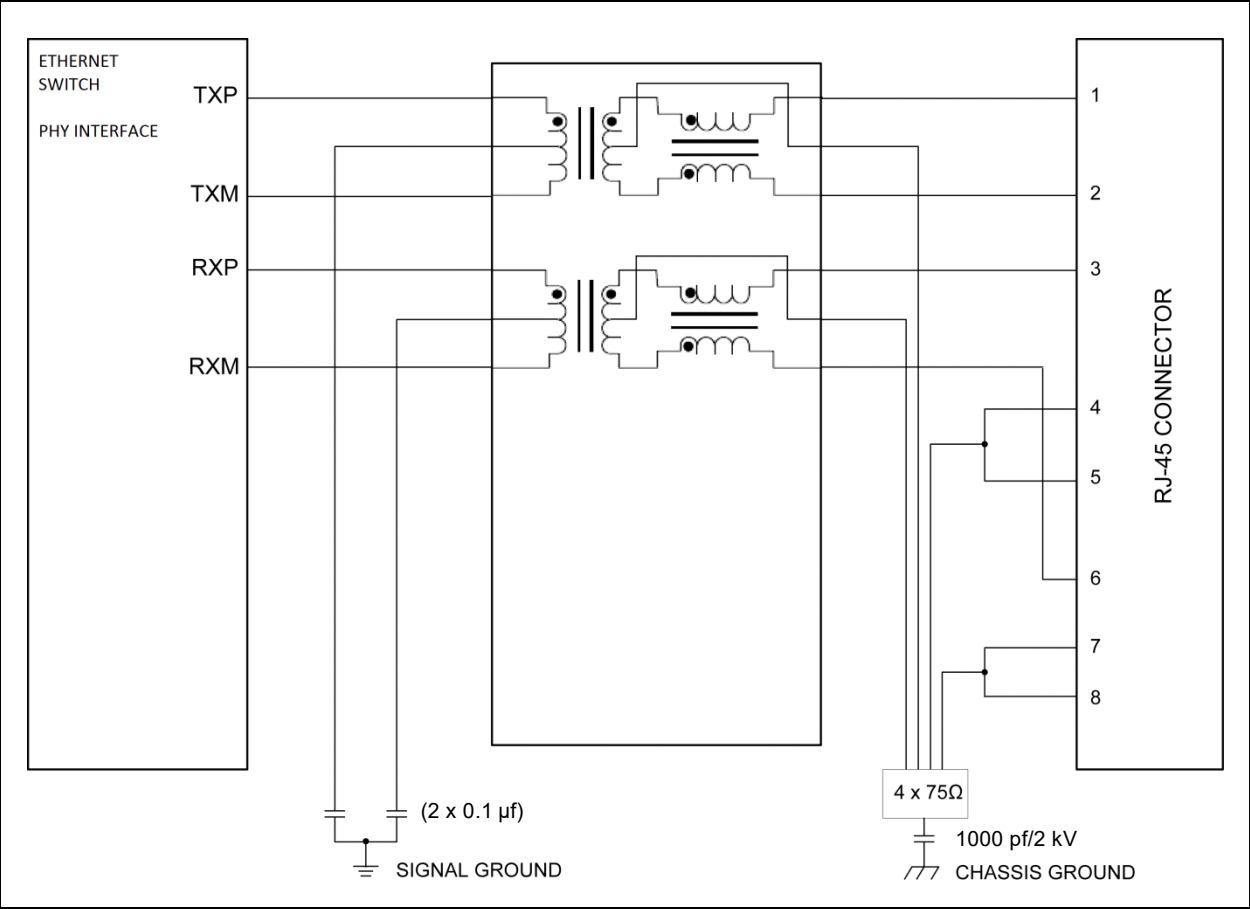 ETHERNET
SWITCH
PHY INTERFACE
TXP
TXM
RXP
RXM
1
2
3
4
5
6
7
8
RJ-45 CONNECTOR
(2 x 0.1 µf)
SIGNAL GROUND
4 x 75Ω
1000 pf/2 kV
CHASSIS GROUND